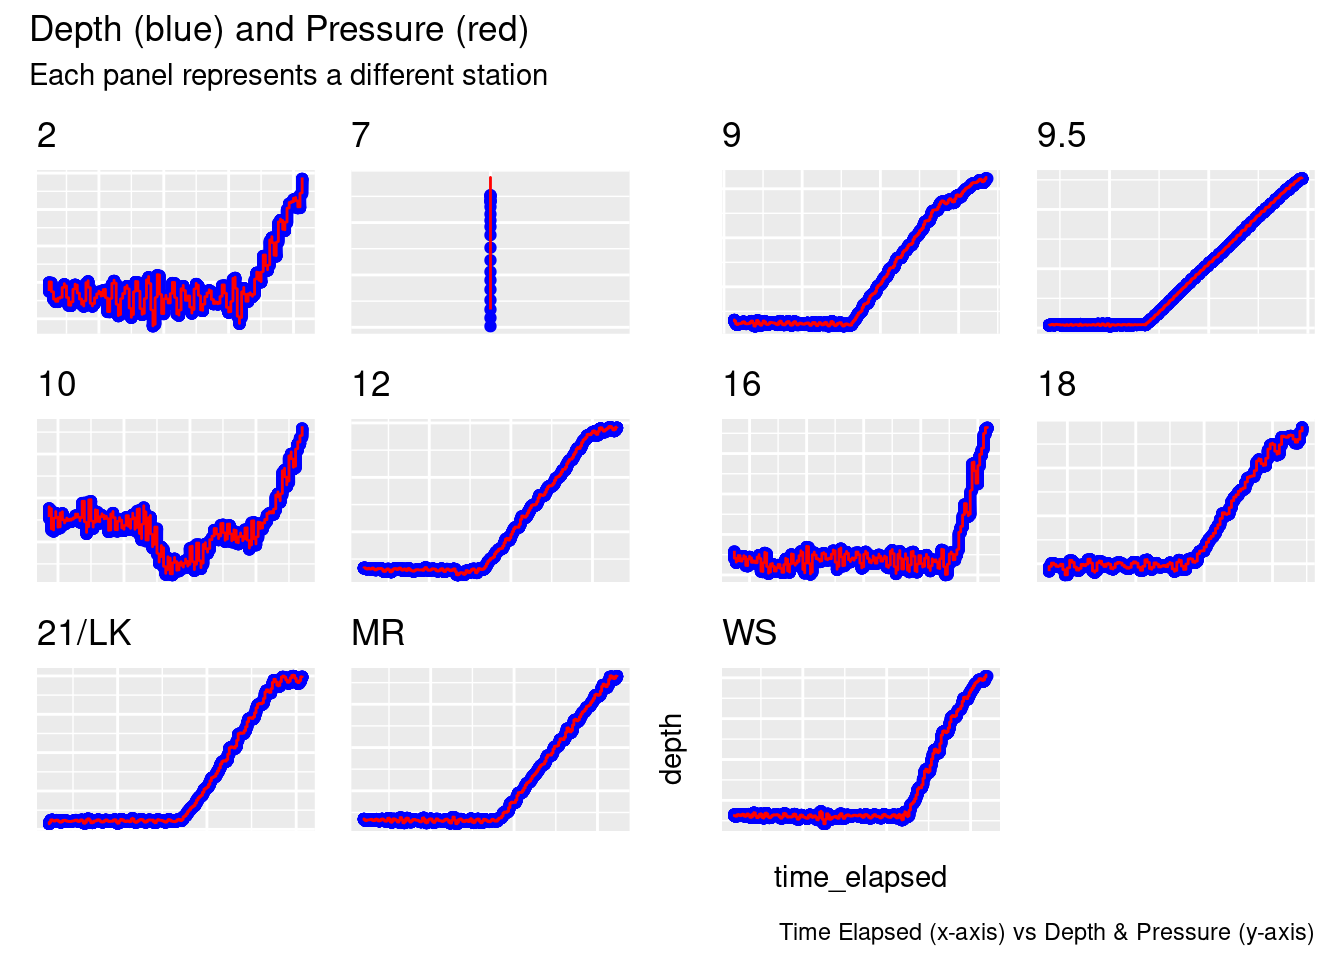 Depth (blue) and Pressure (red)
Each panel represents a different station
2
7
9
9.5
10
12
16
18
21/LK
MR
WS
depth
time_elapsed
Time Elapsed (x-axis) vs Depth & Pressure (y-axis)